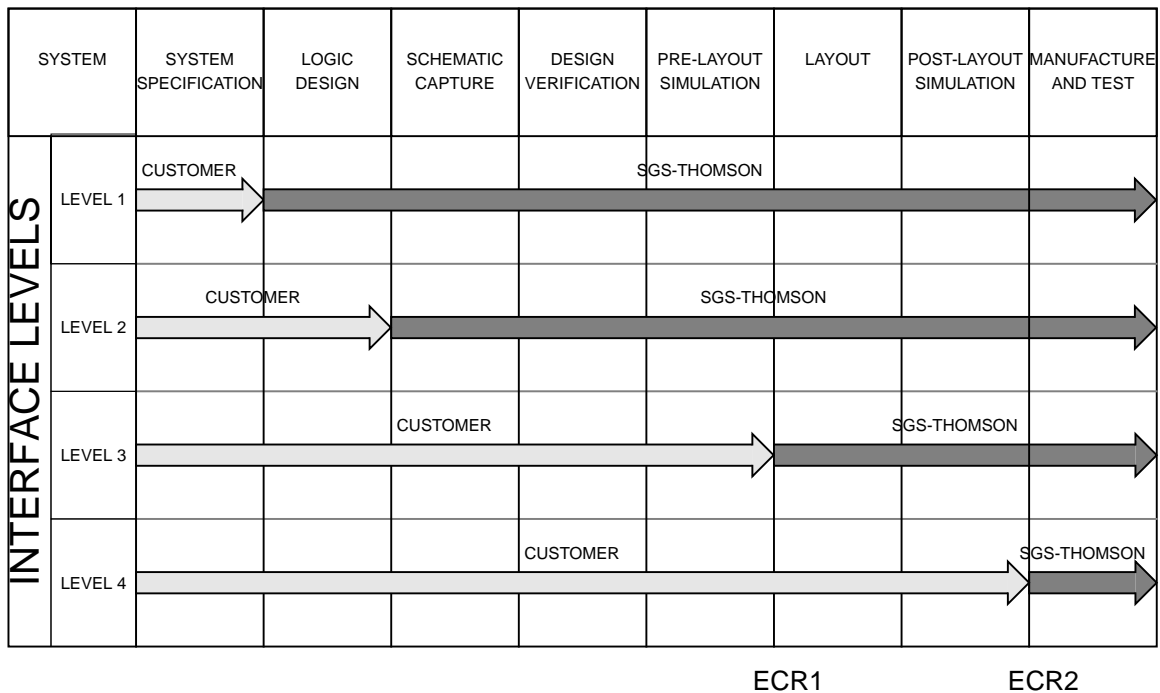 SYSTEM
SYSTEM
SPECIFICATION
LOGIC
DESIGN
SCHEMATIC
CAPTURE
DESIGN
VERIFICATION
PRE-LAYOUT
SIMULATION
LAYOUT
POST-LAYOUT
SIMULATION
MANUFACTURE
AND TEST
INTERFACE LEVELS
LEVEL 1
CUSTOMER
SGS-THOMSON
LEVEL 2
CUSTOMER
SGS-THOMSON
LEVEL 3
CUSTOMER
SGS-THOMSON
LEVEL 4
CUSTOMER
SGS-THOMSON
ECR1
ECR2